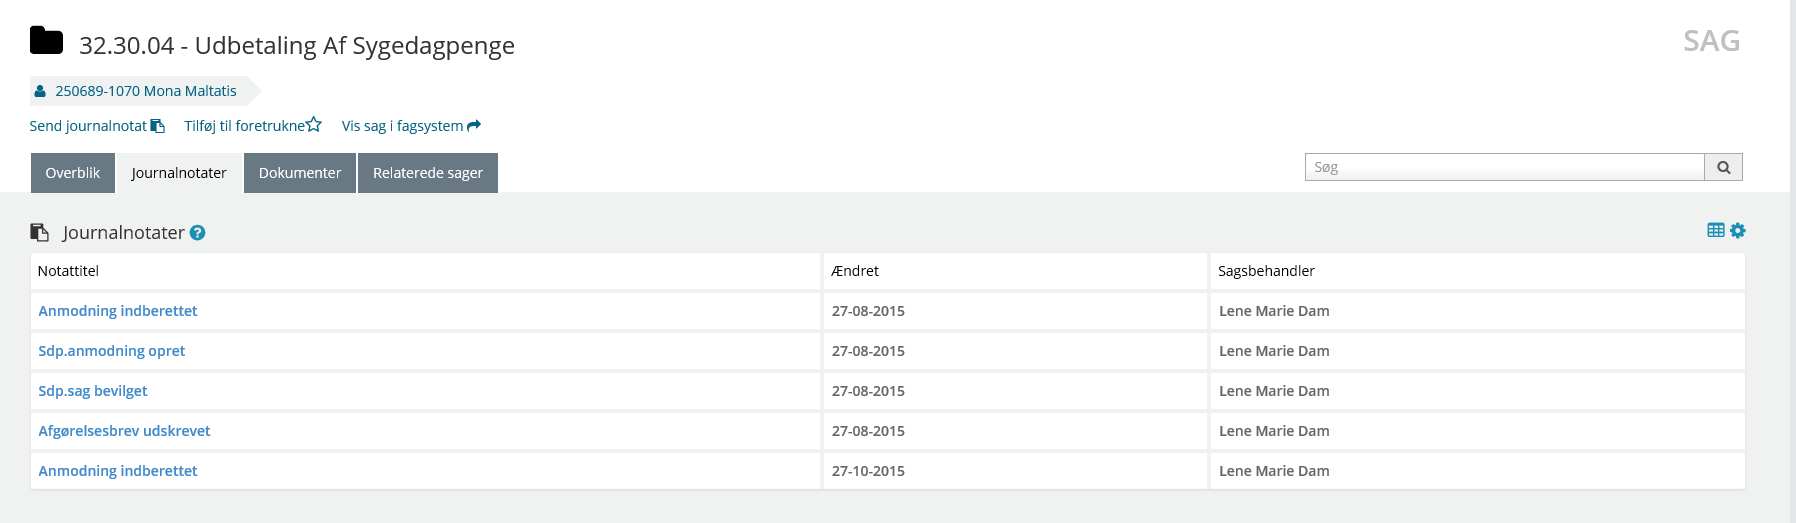 32.30.04 - Udbetaling Af Sygedagpenge
SAG
250689-1070 Mona Maltatis
Send journalnotat Tilføj til foretrukne Vis sag i fagsystem
Overblik Journalnotater Dokumenter Relaterede sager Søg
Journalnotater ?
Notattitel Ændret Sagsbehandler
Anmodning indberettet 27-08-2015 Lene Marie Dam
Sdp.anmodning opret 27-08-2015 Lene Marie Dam
Sdp.sag bevilget 27-08-2015 Lene Marie Dam
Afgørelsesbrev udskrevet 27-08-2015 Lene Marie Dam
Anmodning indberettet 27-10-2015 Lene Marie Dam